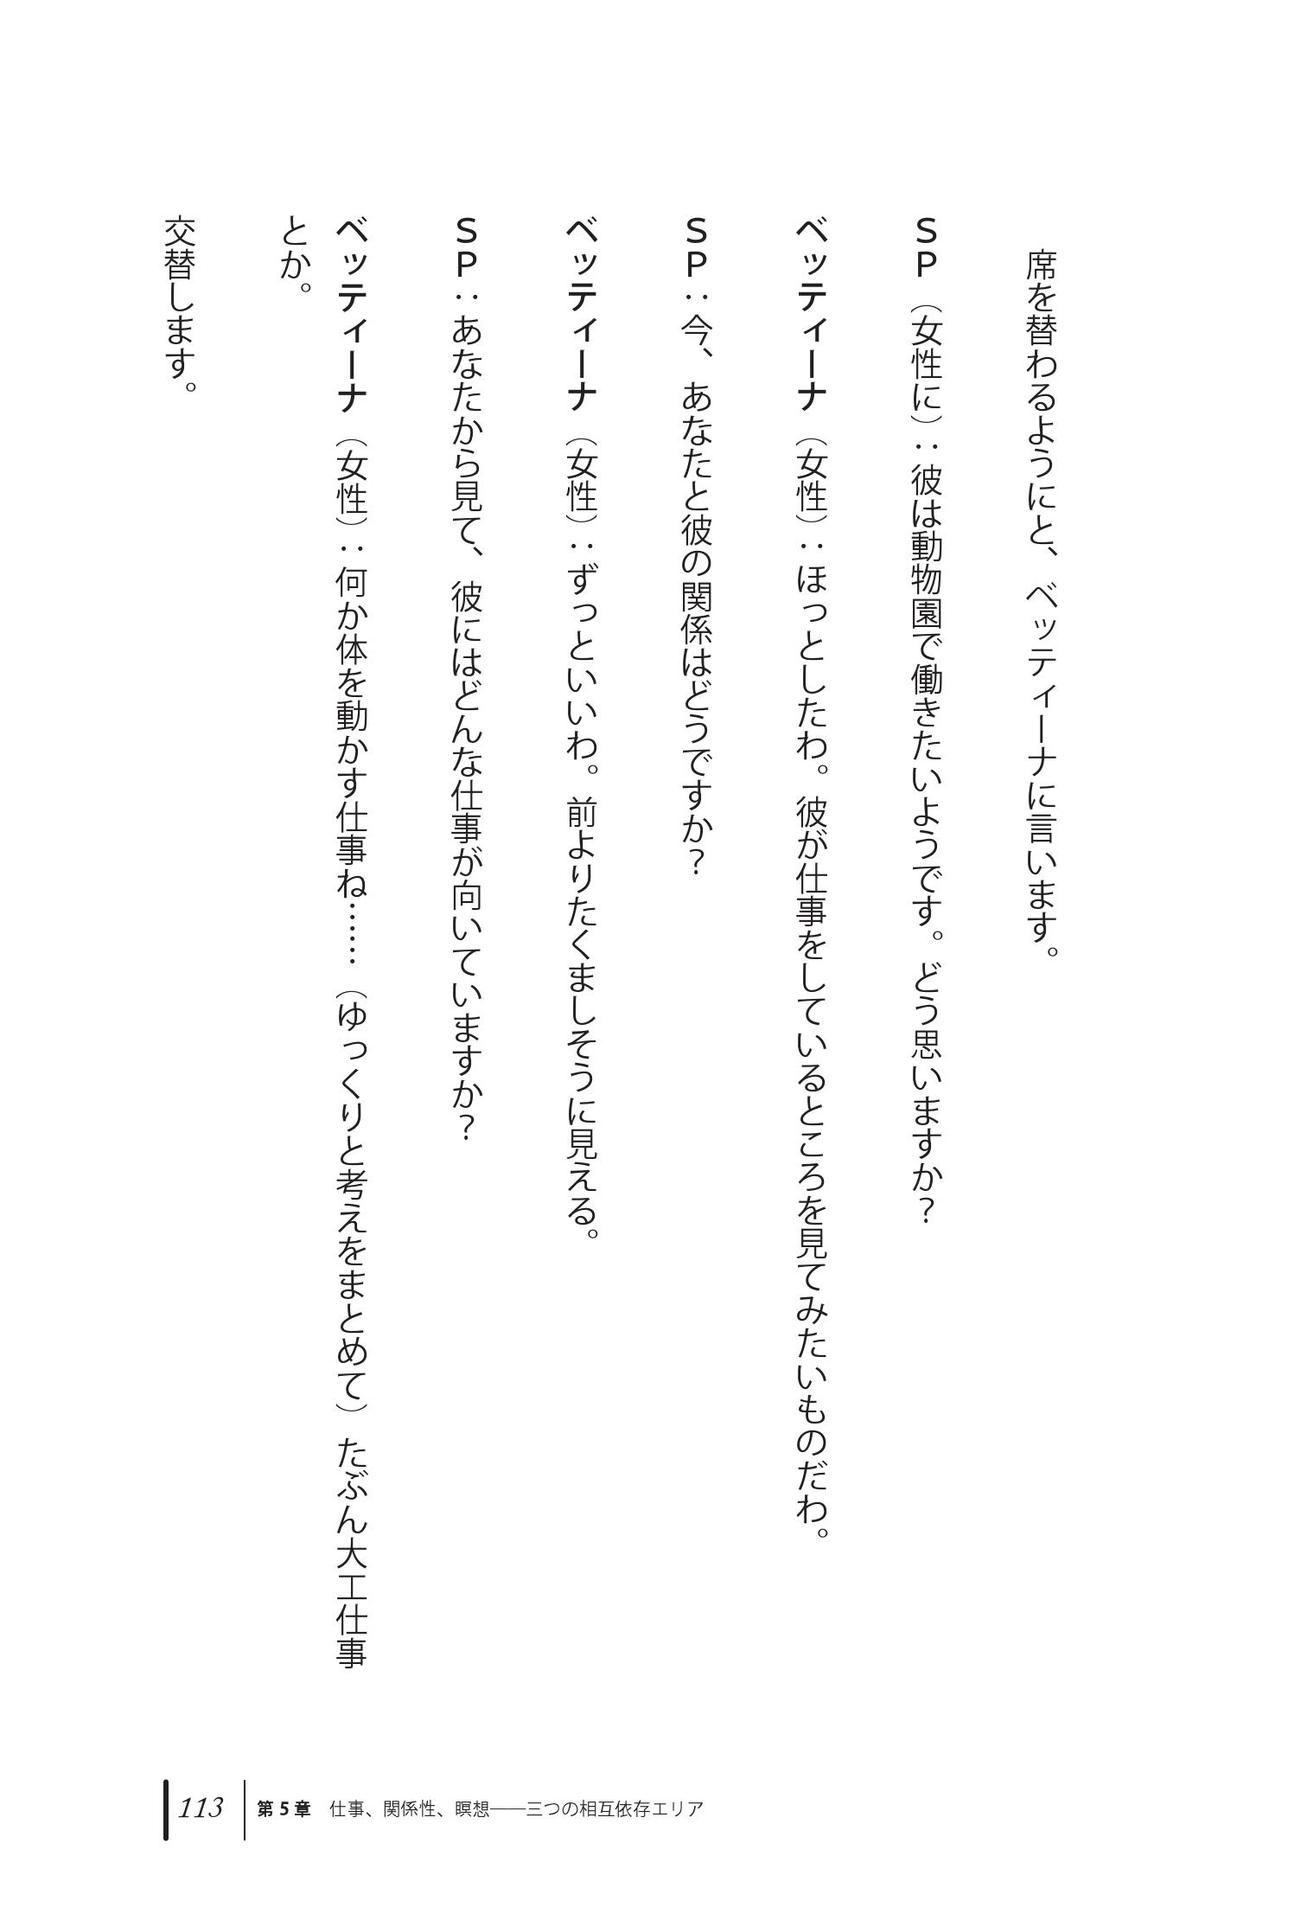 席を替わるようにと、ベッティーナに言います。
ＳＰ（女性に）：彼は動物園で働きたいようです。どう思いますか？
ベッティーナ（女性）：ほっとしたわ。彼が仕事をしているところを見てみたいものだわ。
ＳＰ：今、あなたと彼の関係はどうですか？
ベッティーナ（女性）：ずっといいわ。前よりたくましそうに見える。
ＳＰ：あなたから見て、彼にはどんな仕事が向いていますか？
ベッティーナ（女性）：何か体を動かす仕事ね……（ゆっくりと考えをまとめて）たぶん大工仕事
とか。
交替します。
113 第5章 仕事、関係性、瞑想――三つの相互依存エリア